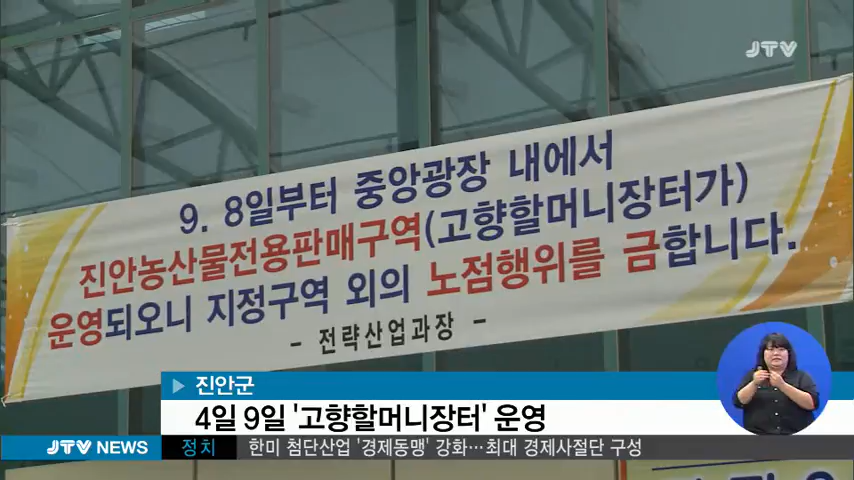 JTV
9. 8일부터 중앙광장 내에서
진안농산물전용판매구역(고향할머니장터가)
운영되오니 지정구역 외의 노점행위를 금합니다.
- 전략산업과장 -
진안군
4일 9일 '고향할머니장터' 운영
JTV NEWS
정치 한미 첨단산업 '경제동맹' 강화…최대 경제사절단 구성